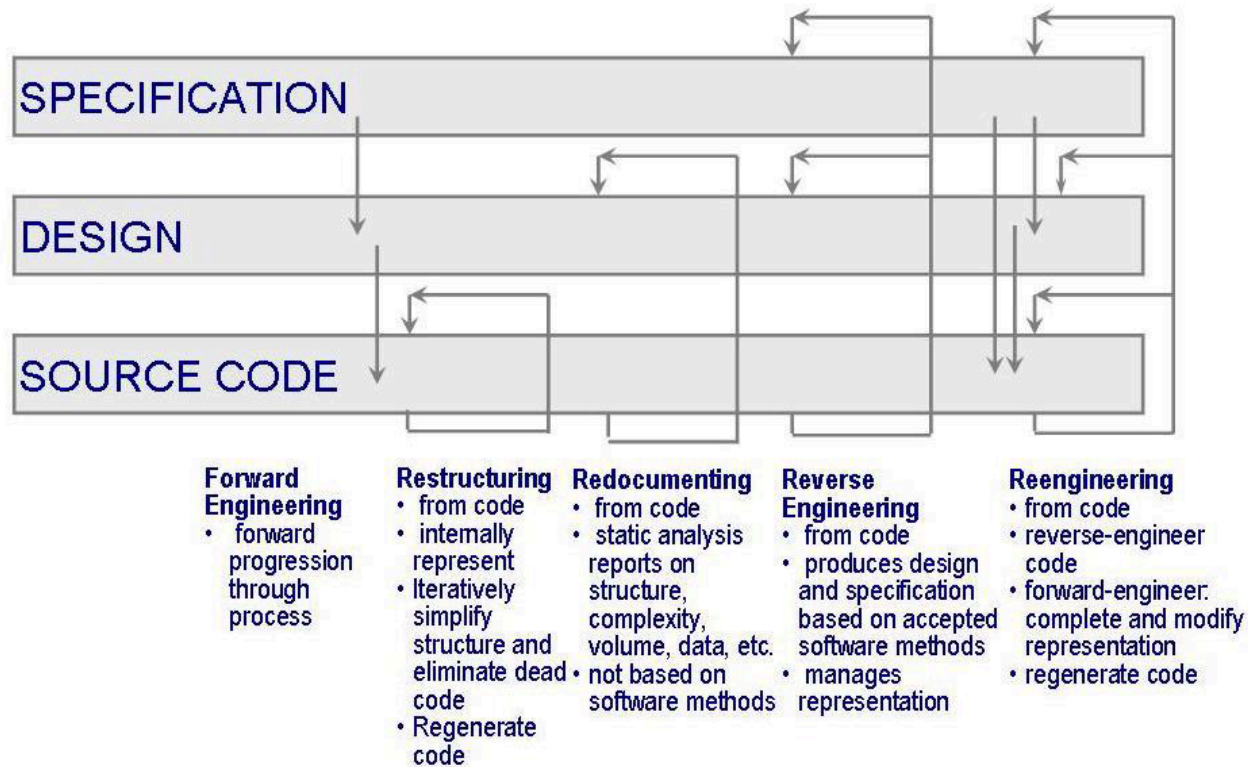 SPECIFICATION
DESIGN
SOURCE CODE
Forward
Engineering
• forward
progression
through
process
Restructuring
• from code
• internally
represent
• Iteratively
simplify
structure and
eliminate dead
code
• Regenerate
code
Redocumenting
• from code
• static analysis
reports on
structure,
complexity,
volume, data, etc.
• not based on
software methods
Reverse
Engineering
• from code
• produces design
and specification
based on accepted
software methods
• manages
representation
Reengineering
• from code
• reverse-engineer
code
• forward-engineer:
complete and modify
representation
• regenerate code